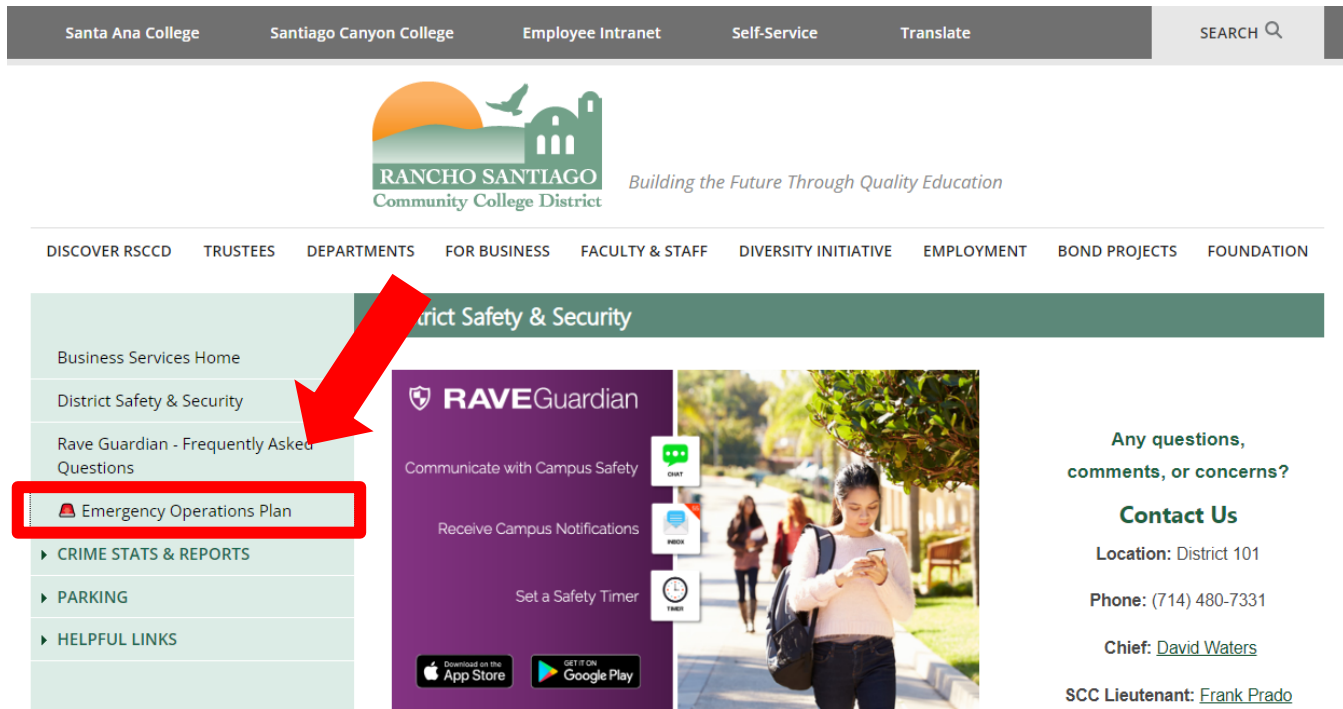 Santa Ana College
Santiago Canyon College
Employee Intranet
Self-Service
Translate
SEARCH
RANCHO SANTIAGO
Community College District
Building the Future Through Quality Education
DISCOVER RSCCD
TRUSTEES
DEPARTMENTS
FOR BUSINESS
FACULTY & STAFF
DIVERSITY INITIATIVE
EMPLOYMENT
BOND PROJECTS
FOUNDATION
Business Services Home
District Safety & Security
Rave Guardian - Frequently Asked
Questions
Emergency Operations Plan
CRIME STATS & REPORTS
PARKING
HELPFUL LINKS
trict Safety & Security
RAVEGuardian
Communicate with Campus Safety
CHAT
Receive Campus Notifications
INBOX
Set a Safety Timer
TIMER
Download on the
App Store
GET IT ON
Google Play
Any questions,
comments, or concerns?
Contact Us
Location: District 101
Phone: (714) 480-7331
Chief: David Waters
SCC Lieutenant: Frank Prado